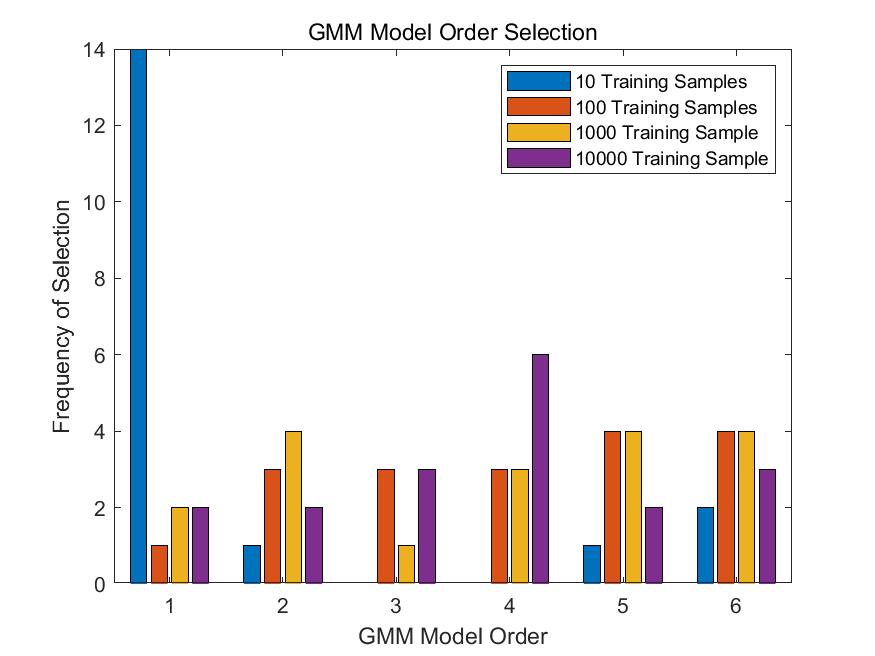 GMM Model Order Selection
14
12
10
8
6
4
2
0
Frequency of Selection
10 Training Samples
100 Training Samples
1000 Training Sample
10000 Training Sample
1 2 3 4 5 6
GMM Model Order